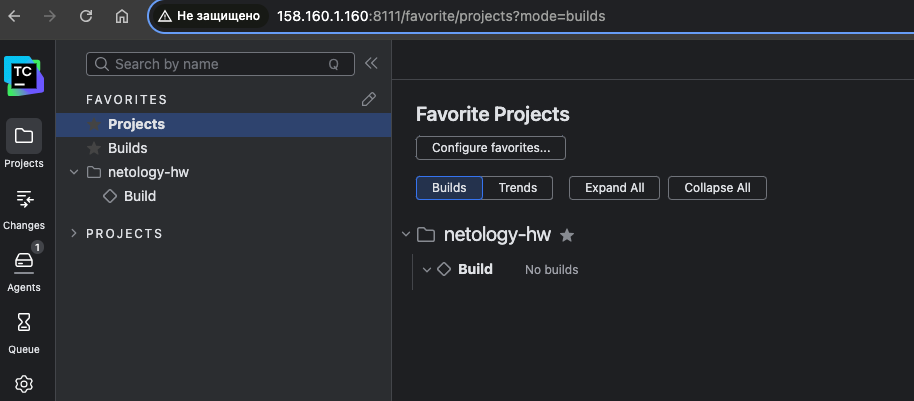 Не защищено 158.160.1.160:8111/favorite/projects?mode=builds
TC
Projects
Changes
1
Agents
Queue
Search by name Q
FAVORITES
Projects
Builds
netology-hw
Build
PROJECTS
Favorite Projects
Configure favorites...
Builds Trends Expand All Collapse All
netology-hw
Build No builds